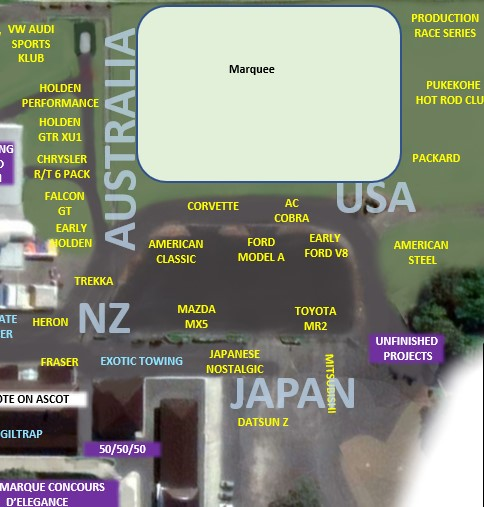 VW AUDI
SPORTS
KLUB
AUSTRALIA
Marquee
PRODUCTION
RACE SERIES
HOLDEN
PERFORMANCE
PUKEKOHE
HOT ROD CLU
HOLDEN
GTR XU1
NG
CHRYSLER
R/T 6 PACK
PACKARD
FALCON
GT
CORVETTE
AC
COBRA
USA
EARLY
HOLDEN
AMERICAN
CLASSIC
FORD
MODEL A
EARLY
FORD V8
AMERICAN
STEEL
TREKKA
ATE
ER
HERON
NZ
MAZDA
MX5
TOYOTA
MR2
UNFINISHED
PROJECTS
FRASER
EXOTIC TOWING
JAPANESE
NOSTALGIC
MITSUBISHI
JAPAN
OTE ON ASCOT
DATSUN Z
GILTRAP
50/50/50
MARQUE CONCOURS
D'ELEGANCE